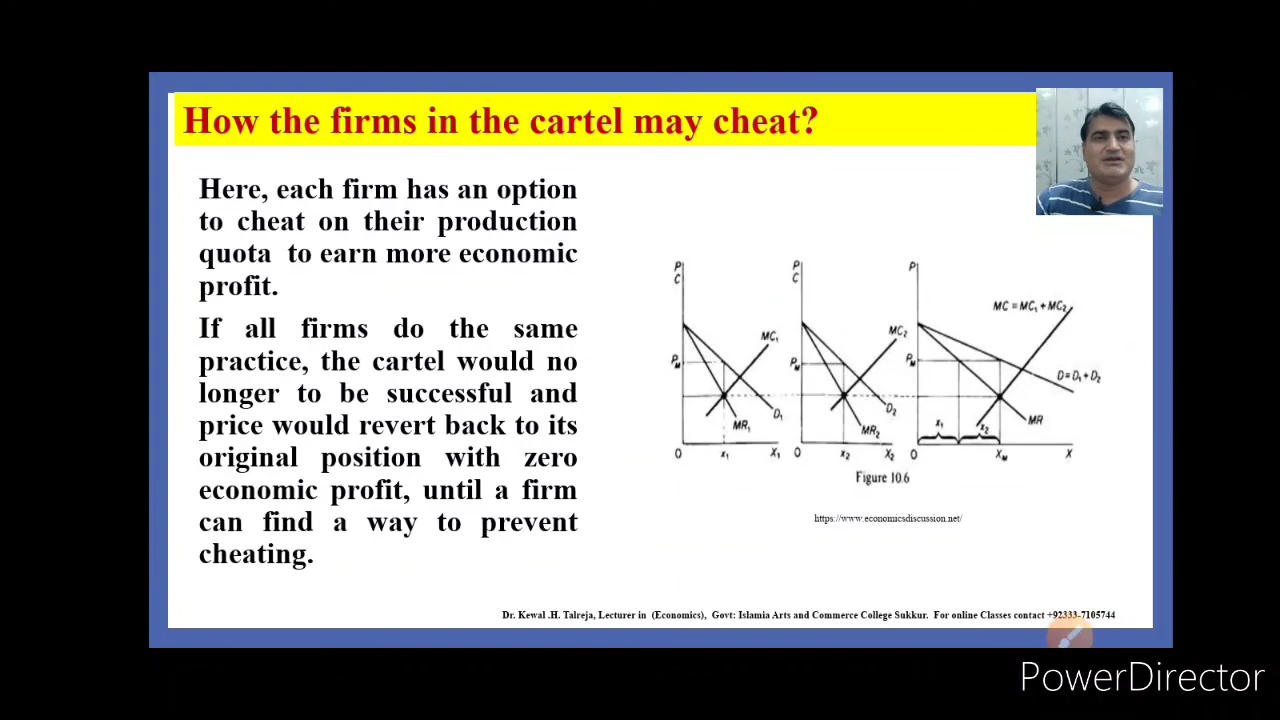 How the firms in the cartel may cheat?
Here, each firm has an option
to cheat on their production
quota to earn more economic
profit.
If all firms do the same
practice, the cartel would no
longer to be successful and
price would revert back to its
original position with zero
economic profit, until a firm
can find a way to prevent
cheating.
P
C
P
C
P
MC = MC₁ + MC₂
MC₁
MC₂
Pₘ
Pₘ
Pₘ
D = D₁ + D₂
D₁
D₂
MR₁
MR₂
MR
x₁
x₂
O
x₁
X₁
O
x₂
X₂
O
Xₘ
X
Figure 10.6
https://www.economicsdiscussion.net/
Dr. Kewal .H. Talreja, Lecturer in (Economics), Govt: Islamia Arts and Commerce College Sukkur. For online Classes contact +92333-7105744
PowerDirector